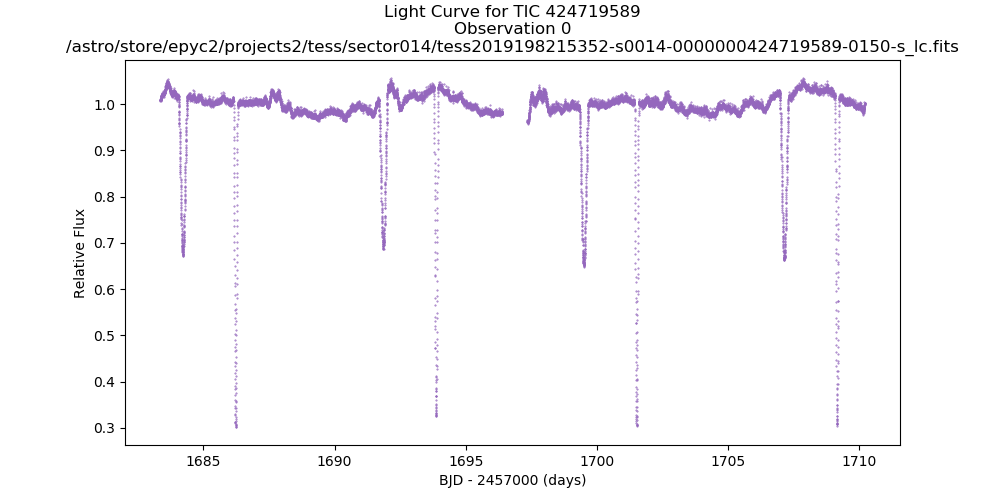 Light Curve for TIC 424719589
Observation 0
/astro/store/epyc2/projects2/tess/sector014/tess2019198215352-s0014-0000000424719589-0150-s_lc.fits
1.0
0.9
0.8
0.7
0.6
0.5
0.4
0.3
Relative Flux
1685
1690
1695
1700
1705
1710
BJD - 2457000 (days)